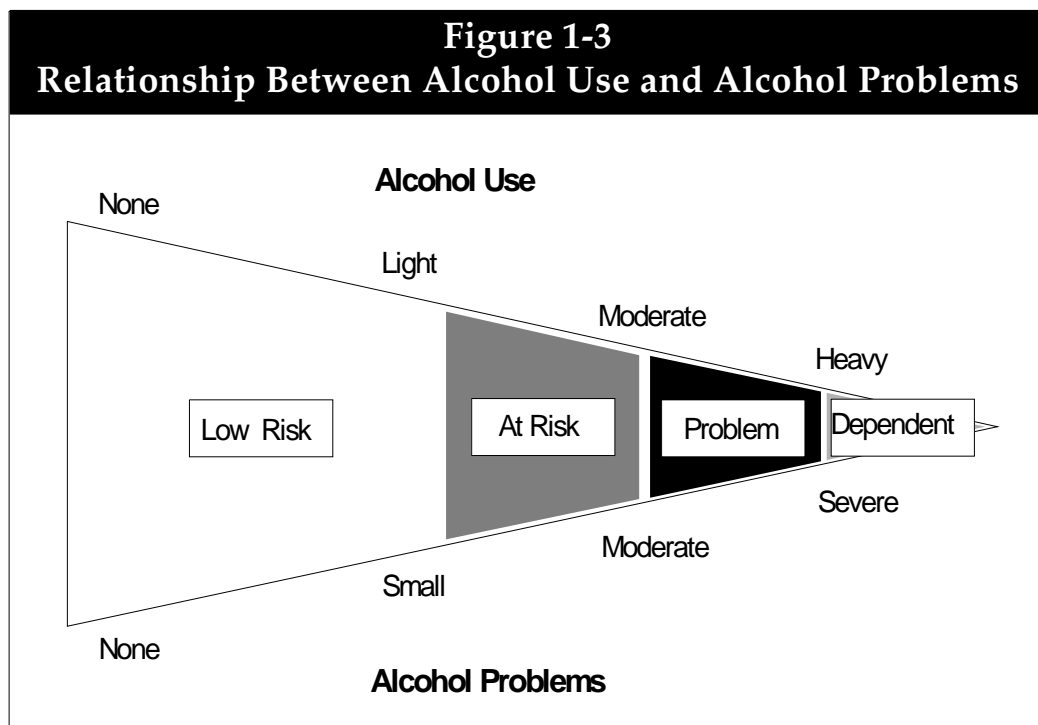 Figure 1-3
Relationship Between Alcohol Use and Alcohol Problems
Alcohol Use
None
Light
Moderate
Heavy
Low Risk
At Risk
Problem
Dependent
Severe
Moderate
Small
None
Alcohol Problems